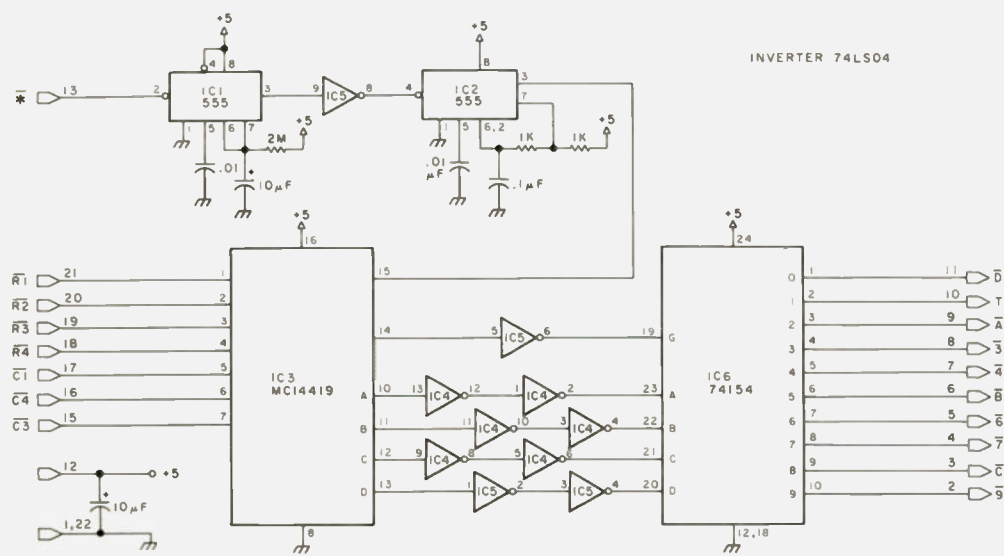 +5
+5
INVERTER 74LS04
4 8
8
* 13 2 IC1 555 3 9 IC5 8 4 IC2 555 3
7
1 5 6 7 +5
2M
1 5 6,2 1K 1K +5
.01
10µF
.01 µF
.1µF
+5
16
+5
24
R1 21 1 15 0 1 11 D
R2 20 2 1 2 10 T
R3 19 3 2 3 9 A
R4 18 4 14 5 IC5 6 19 G 3 4 8 3
C1 17 5 IC3 MC14419 IC6 74154 4 5 7 4
C4 16 6 A 10 13 IC4 12 1 IC4 2 23 A 5 6 6 B
C3 15 7 B 11 11 IC4 10 3 IC4 4 22 B 6 7 5 6
7 8 4 7
C 12 9 IC4 8 5 IC4 6 21 C 8 9 3 C
12 +5
D 13 1 IC5 2 3 IC5 4 20 D 9 10 2 9
10µF
1,22
8
12,18